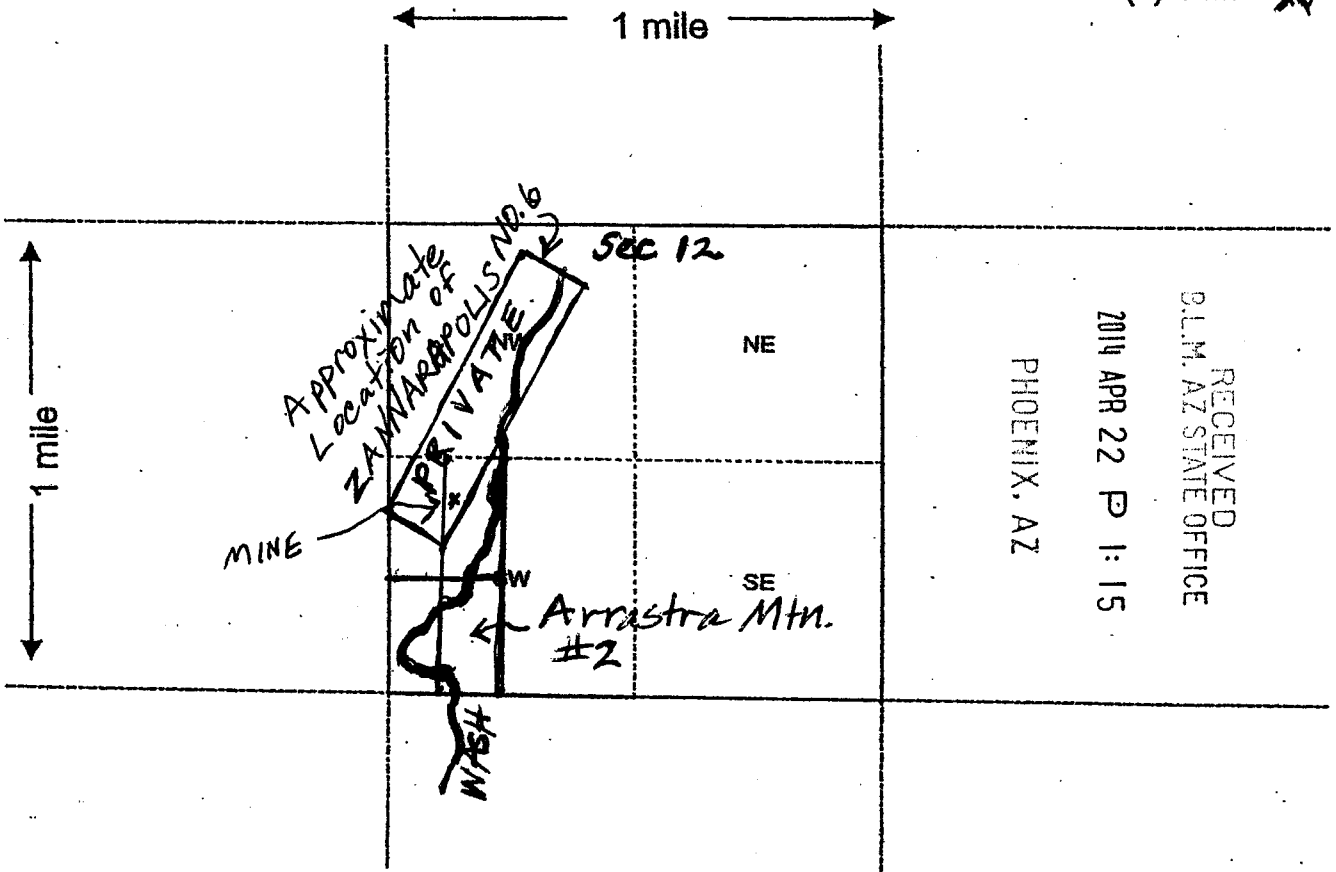 1 mile
Approximate
Location of
ZANNARAPOLIS NO. 6
Sec 12
PRIVATE
NE
1 mile
MINE
W
SE
Arrastra Mtn.
#2
WASH
RECEIVED
B.L.M. AZ STATE OFFICE
2014 APR 22 P 1:15
PHOENIX, AZ